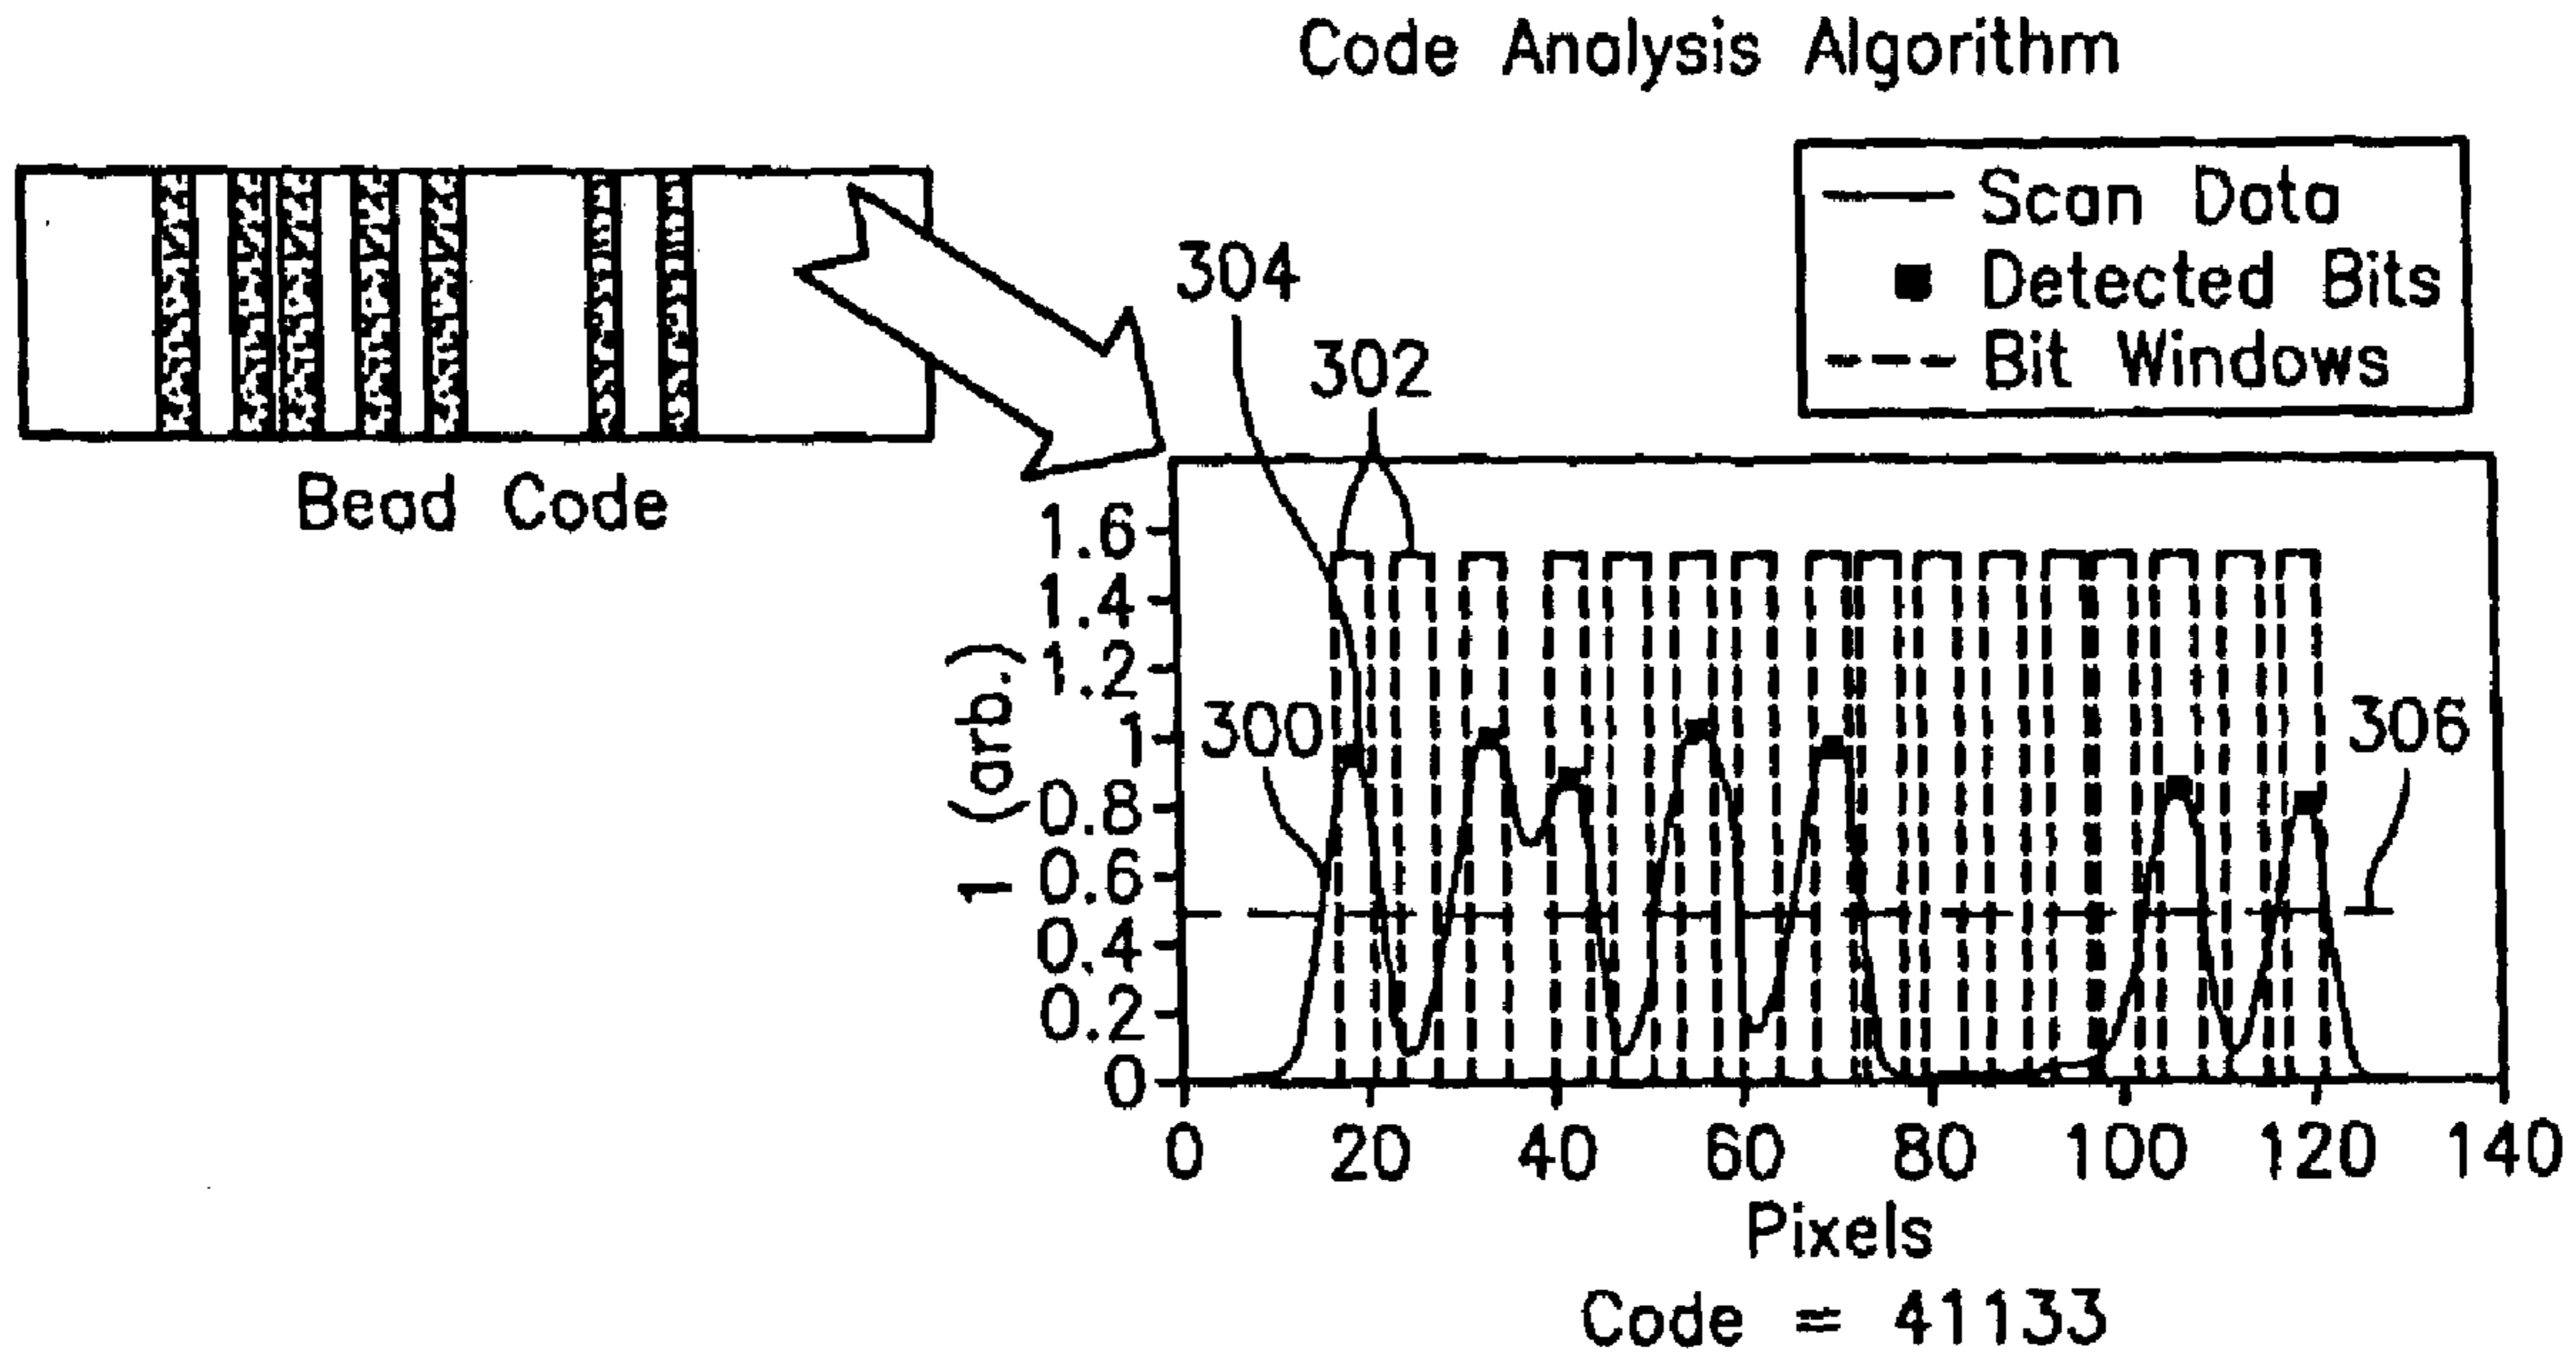 Code Analysis Algorithm
Scan Data
Detected Bits
Bit Windows
Bead Code
304
302
300
306
1 (arb.)
1.6
1.4
1.2
1
0.8
0.6
0.4
0.2
0
0 20 40 60 80 100 120 140
Pixels
Code = 41133